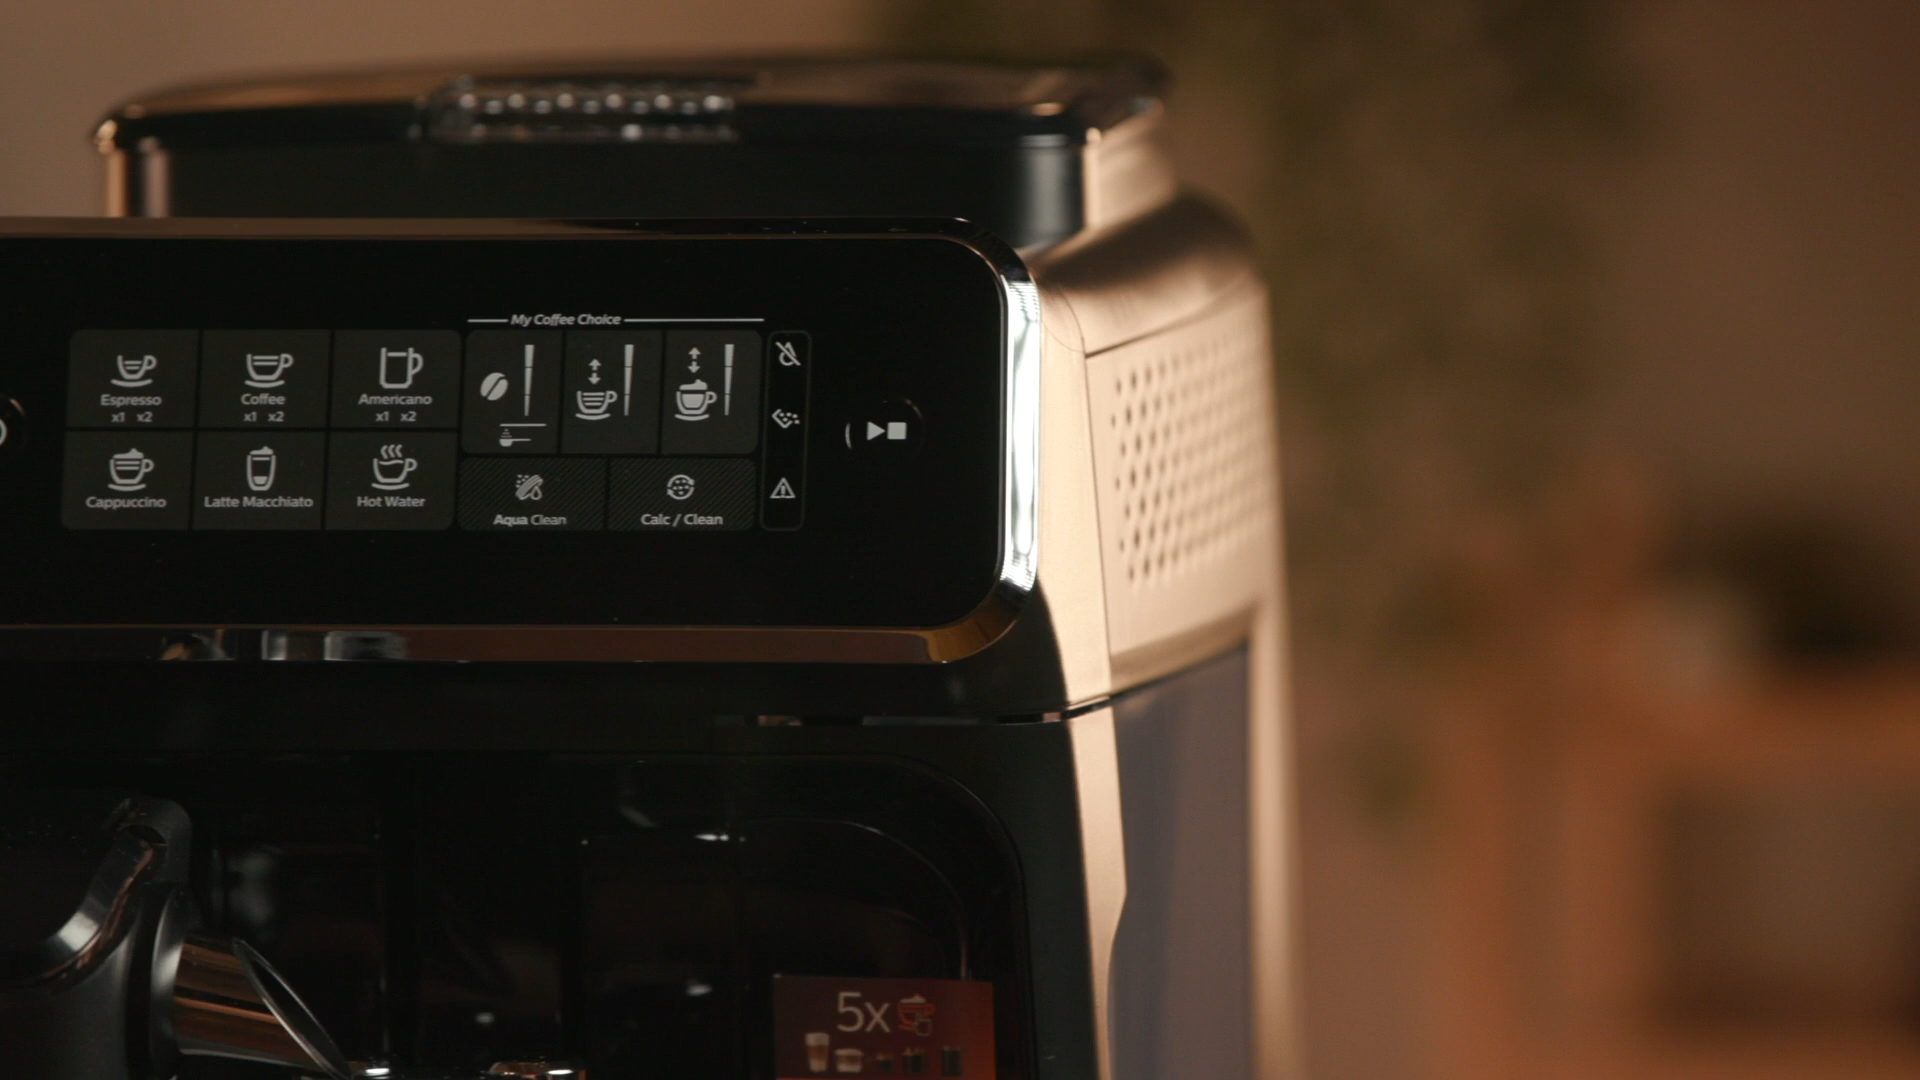 My Coffee Choice
Espresso
x1 x2
Coffee
x1 x2
Americano
x1 x2
Cappuccino
Latte Macchiato
Hot Water
Aqua Clean
Calc / Clean
5x